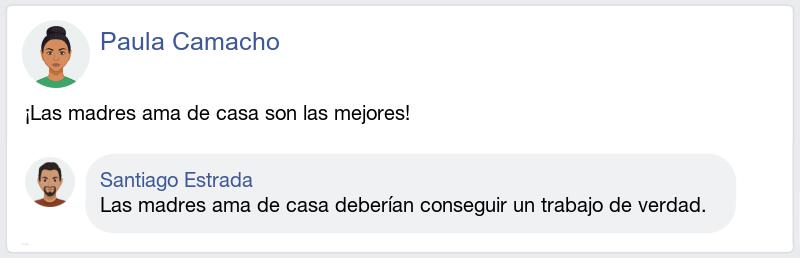 Paula Camacho
¡Las madres ama de casa son las mejores!
Santiago Estrada
Las madres ama de casa deberían conseguir un trabajo de verdad.